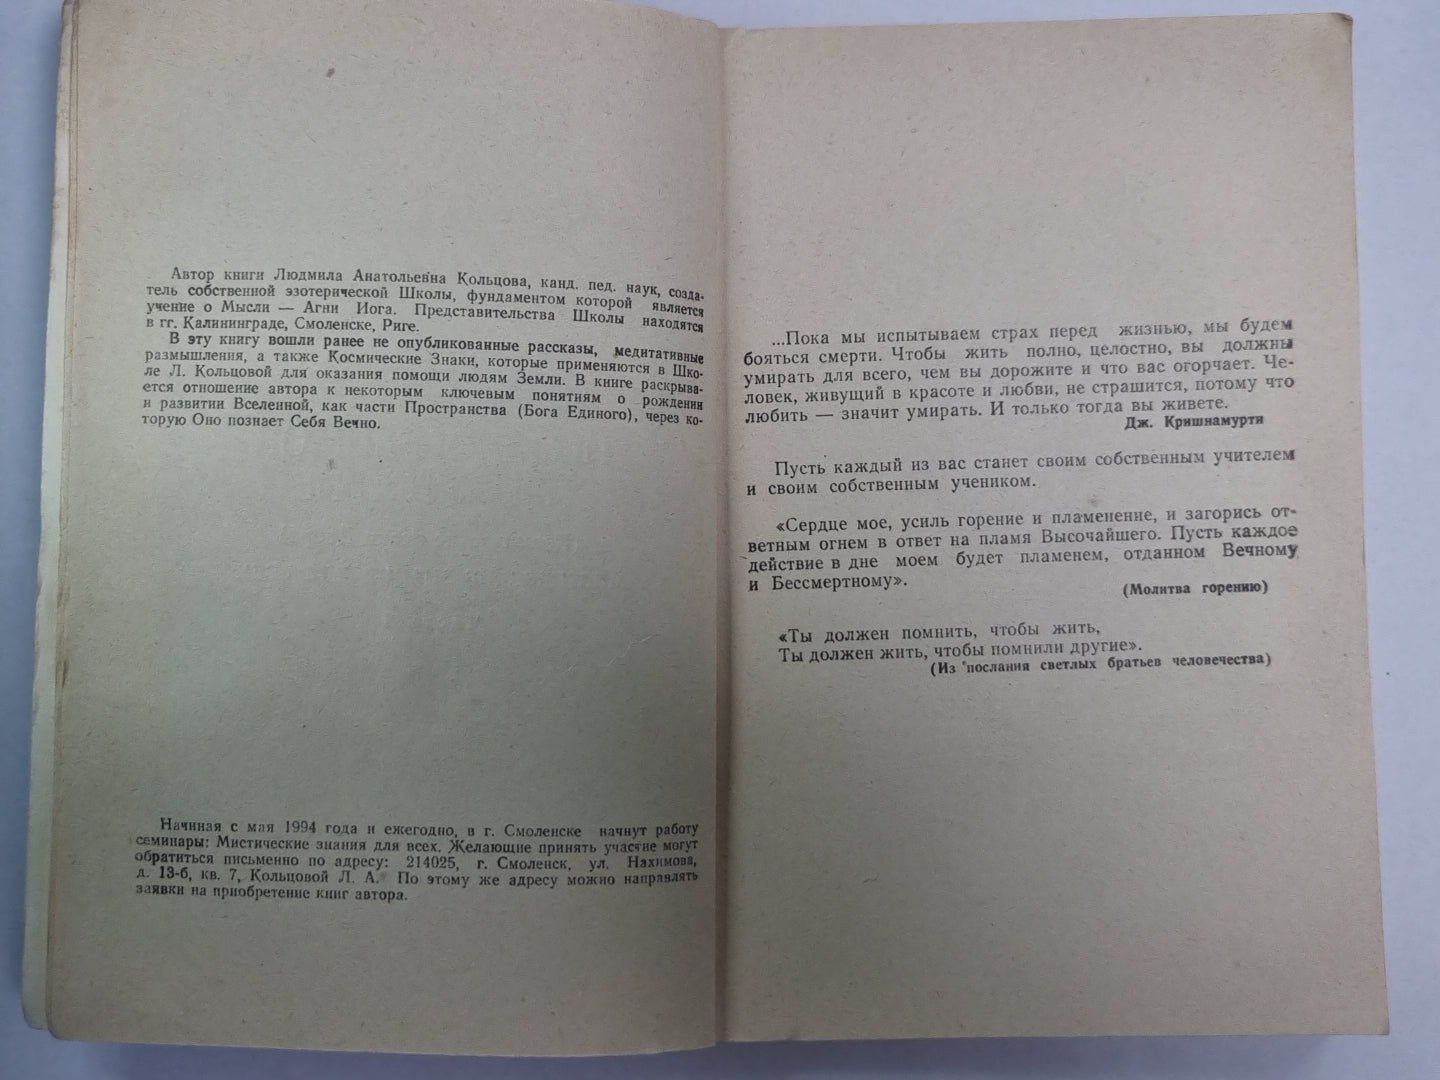 Автор книги Людмила Анатольевна Кольцова, канд. пед. наук, созда-
тель собственной эзотерической Школы, фундаментом которой является
учение о Мысли — Агни Иога. Представительства Школы находятся
в гг. Калининграде, Смоленске, Риге.
В эту книгу вошли ранее не опубликованные рассказы, медитативные
размышления, а также Космические Знаки, которые применяются в Шко-
ле Л. Кольцовой для оказания помощи людям Земли. В книге раскрыва-
ется отношение автора к некоторым ключевым понятиям о рождении
и развитии Вселенной, как части Пространства (Бога Единого), через ко-
торую Оно познает Себя Вечно.
Начиная с мая 1994 года и ежегодно, в г. Смоленске начнут работу
семинары: Мистические знания для всех. Желающие принять участие могут
обратиться письменно по адресу: 214025, г. Смоленск, ул. Нахимова,
д. 13-б, кв. 7, Кольцовой Л. А. По этому же адресу можно направлять
заявки на приобретение книг автора.
...Пока мы испытываем страх перед жизнью, мы будем
бояться смерти. Чтобы жить полно, целостно, вы должны
умирать для всего, чем вы дорожите и что вас огорчает. Че-
ловек, живущий в красоте и любви, не страшится, потому что
любить — значит умирать. И только тогда вы живете.
Дж. Кришнамурти
Пусть каждый из вас станет своим собственным учителем
и своим собственным учеником.
«Сердце мое, усиль горение и пламенение, и загорись от-
ветным огнем в ответ на пламя Высочайшего. Пусть каждое
действие в дне моем будет пламенем, отданном Вечному
и Бессмертному».
(Молитва горению)
«Ты должен помнить, чтобы жить,
Ты должен жить, чтобы помнили другие».
(Из послания светлых братьев человечества)